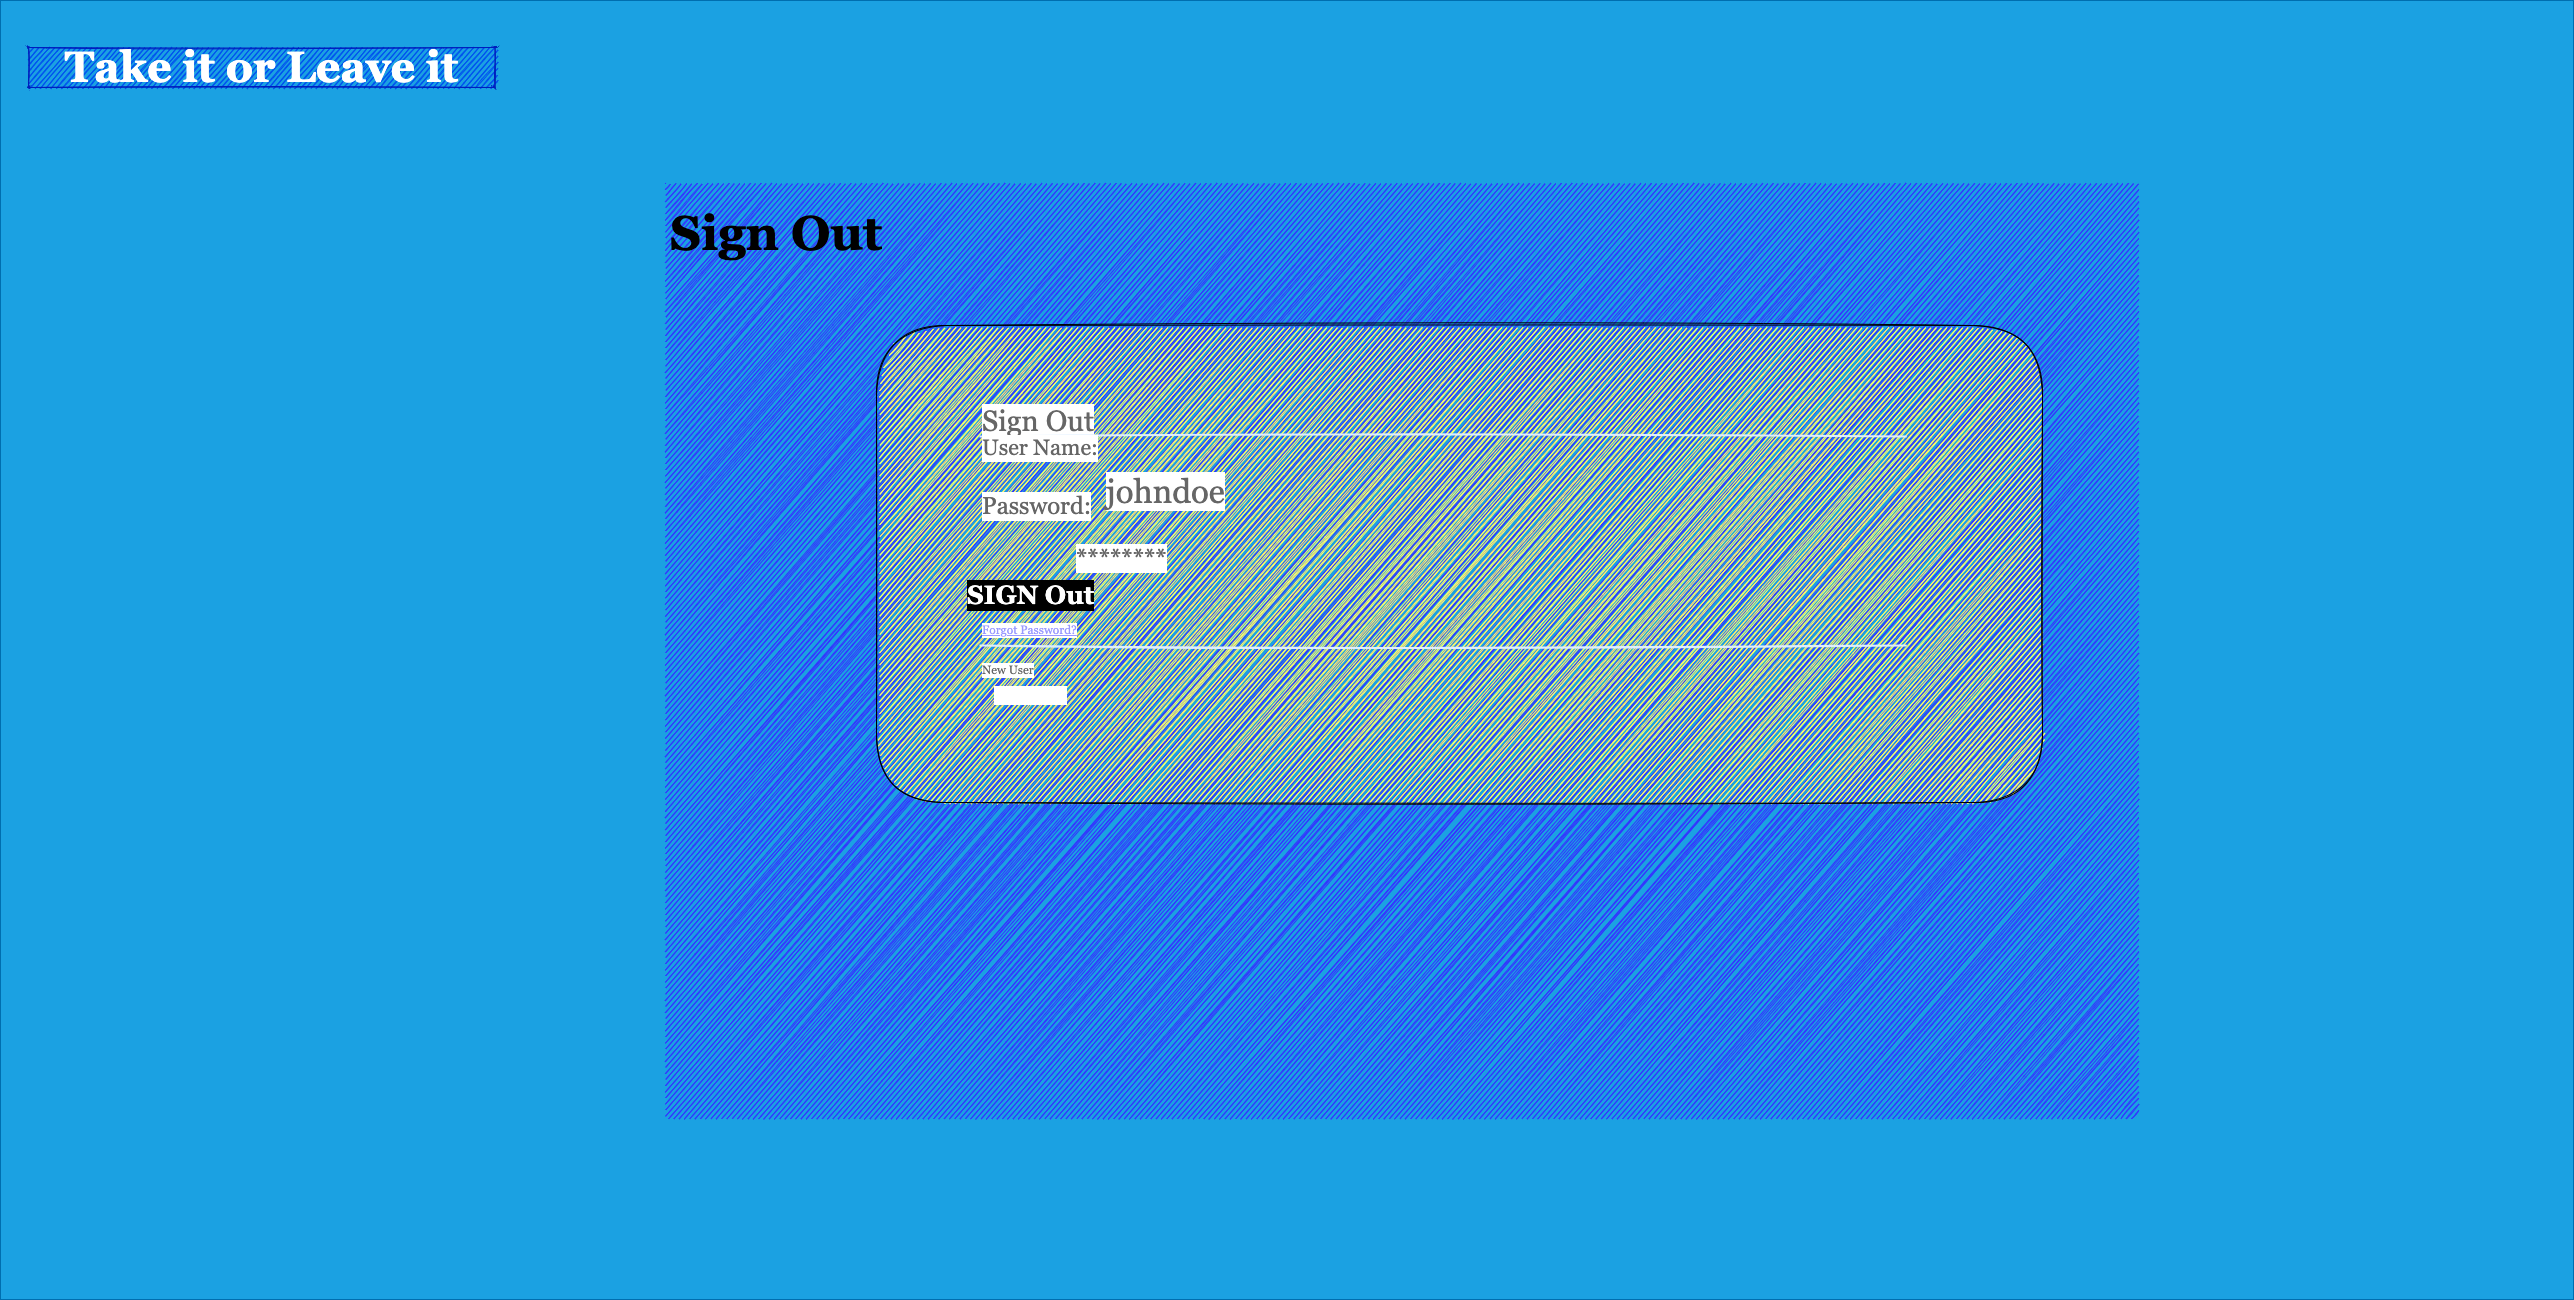 Take it or Leave it
Sign Out
Sign Out
User Name:
johndoe
Password:
********
SIGN Out
Forgot Password?
New User